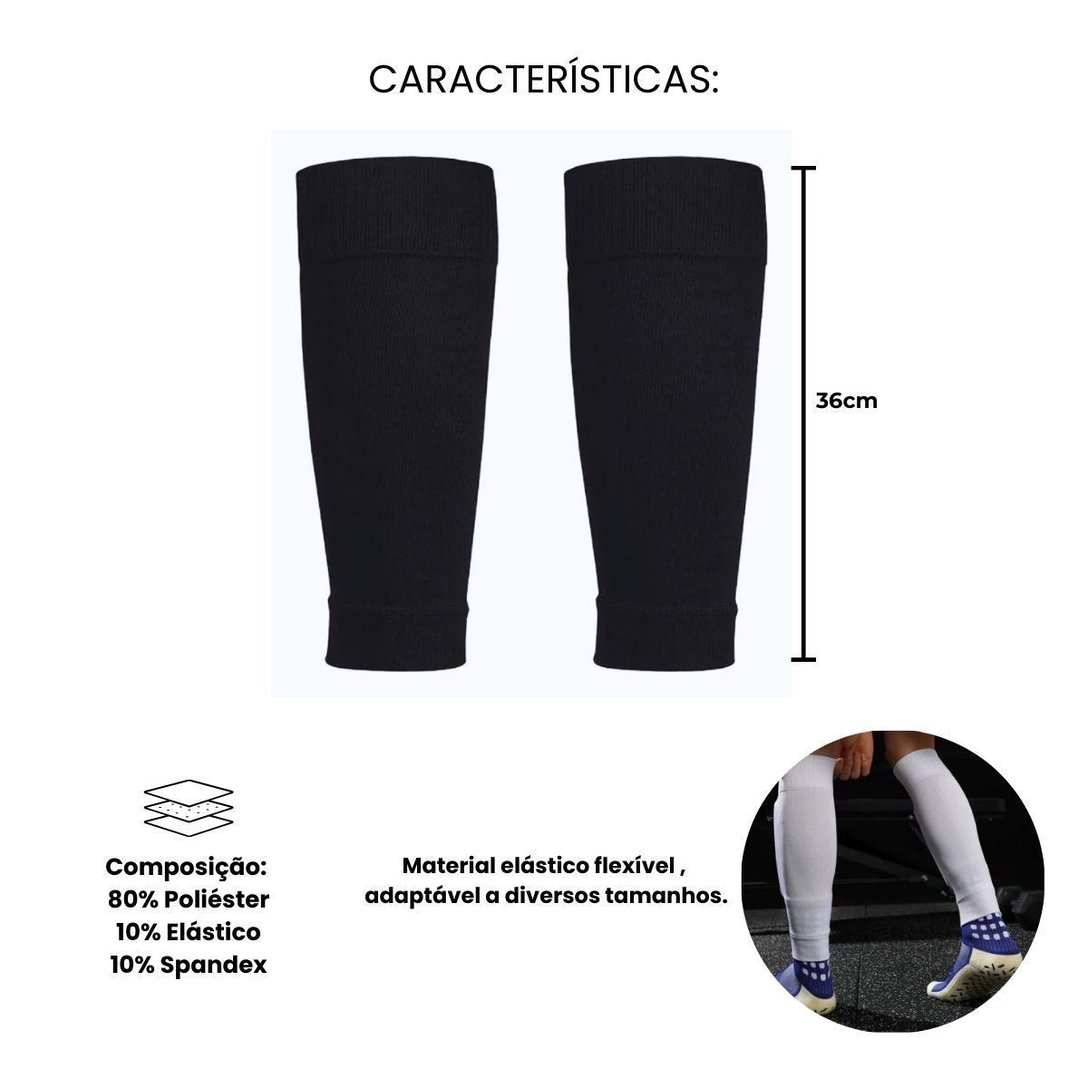 CARACTERÍSTICAS:
36cm
Composição:
80% Poliéster
10% Elástico
10% Spandex
Material elástico flexível ,
adaptável a diversos tamanhos.